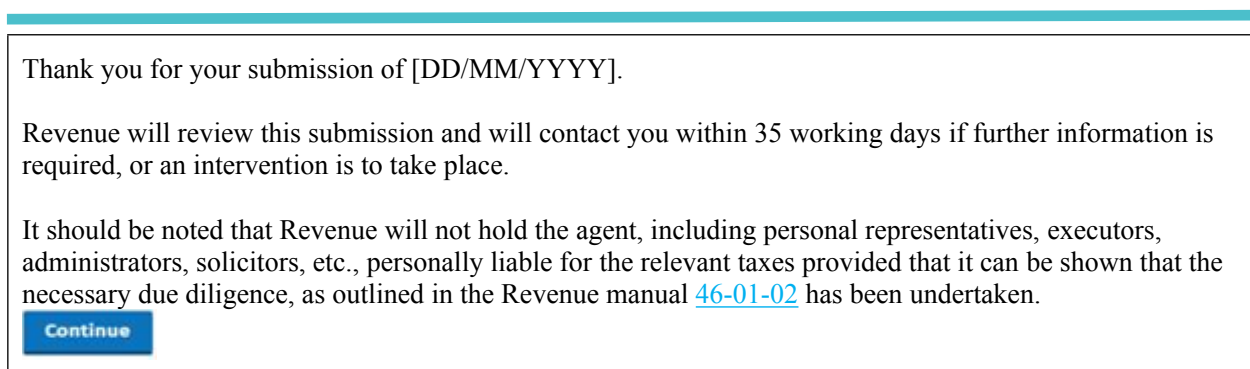 Thank you for your submission of [DD/MM/YYYY].
Revenue will review this submission and will contact you within 35 working days if further information is
required, or an intervention is to take place.
It should be noted that Revenue will not hold the agent, including personal representatives, executors,
administrators, solicitors, etc., personally liable for the relevant taxes provided that it can be shown that the
necessary due diligence, as outlined in the Revenue manual 46-01-02 has been undertaken.
Continue